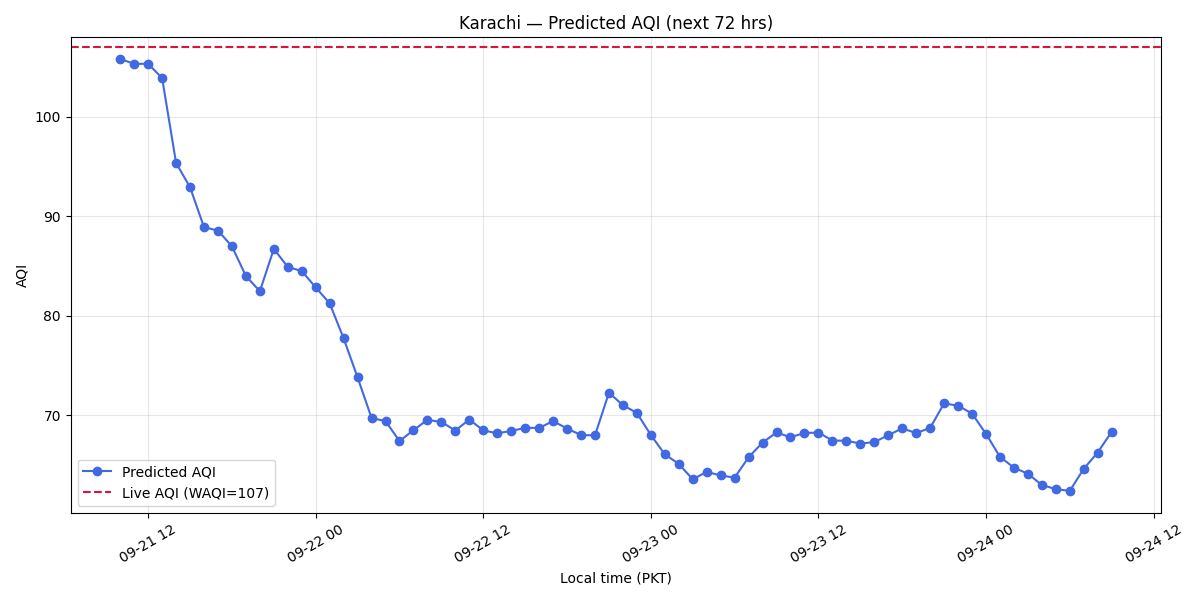 Karachi — Predicted AQI (next 72 hrs)
AQI
100
90
80
70
Predicted AQI
Live AQI (WAQI=107)
09-21 12
09-22 00
09-22 12
09-23 00
09-23 12
09-24 00
09-24 12
Local time (PKT)